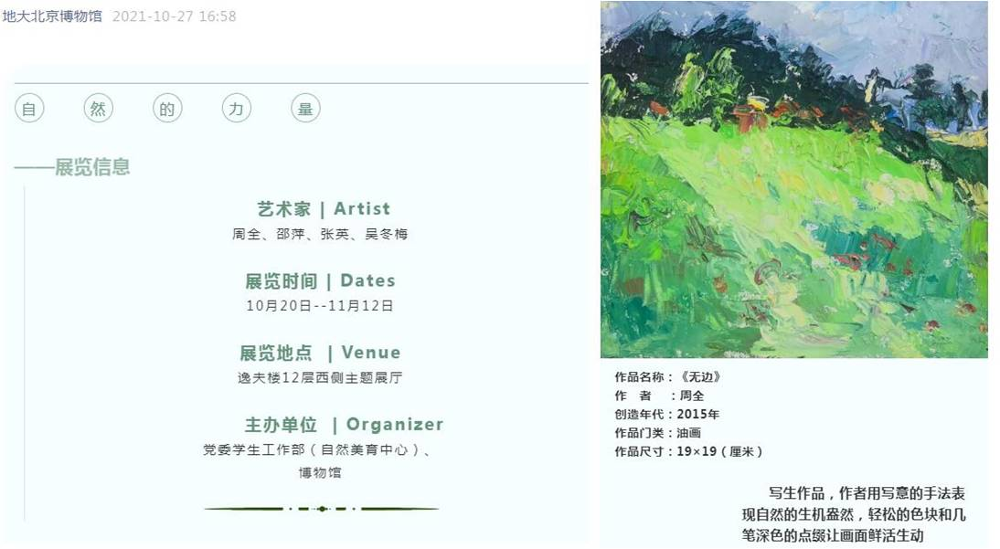 地大北京博物馆 2021-10-27 16:58
自然的力量
——展览信息
艺术家 | Artist
周全、邵萍、张英、吴冬梅
展览时间 | Dates
10月20日--11月12日
展览地点 | Venue
逸夫楼12层西侧主题展厅
主办单位 | Organizer
党委学生工作部（自然美育中心）、
博物馆
作品名称：《无边》
作 者 ：周全
创造年代：2015年
作品门类：油画
作品尺寸：19×19（厘米）
写生作品，作者用写意的手法表
现自然的生机盎然，轻松的色块和几
笔深色的点缀让画面鲜活生动